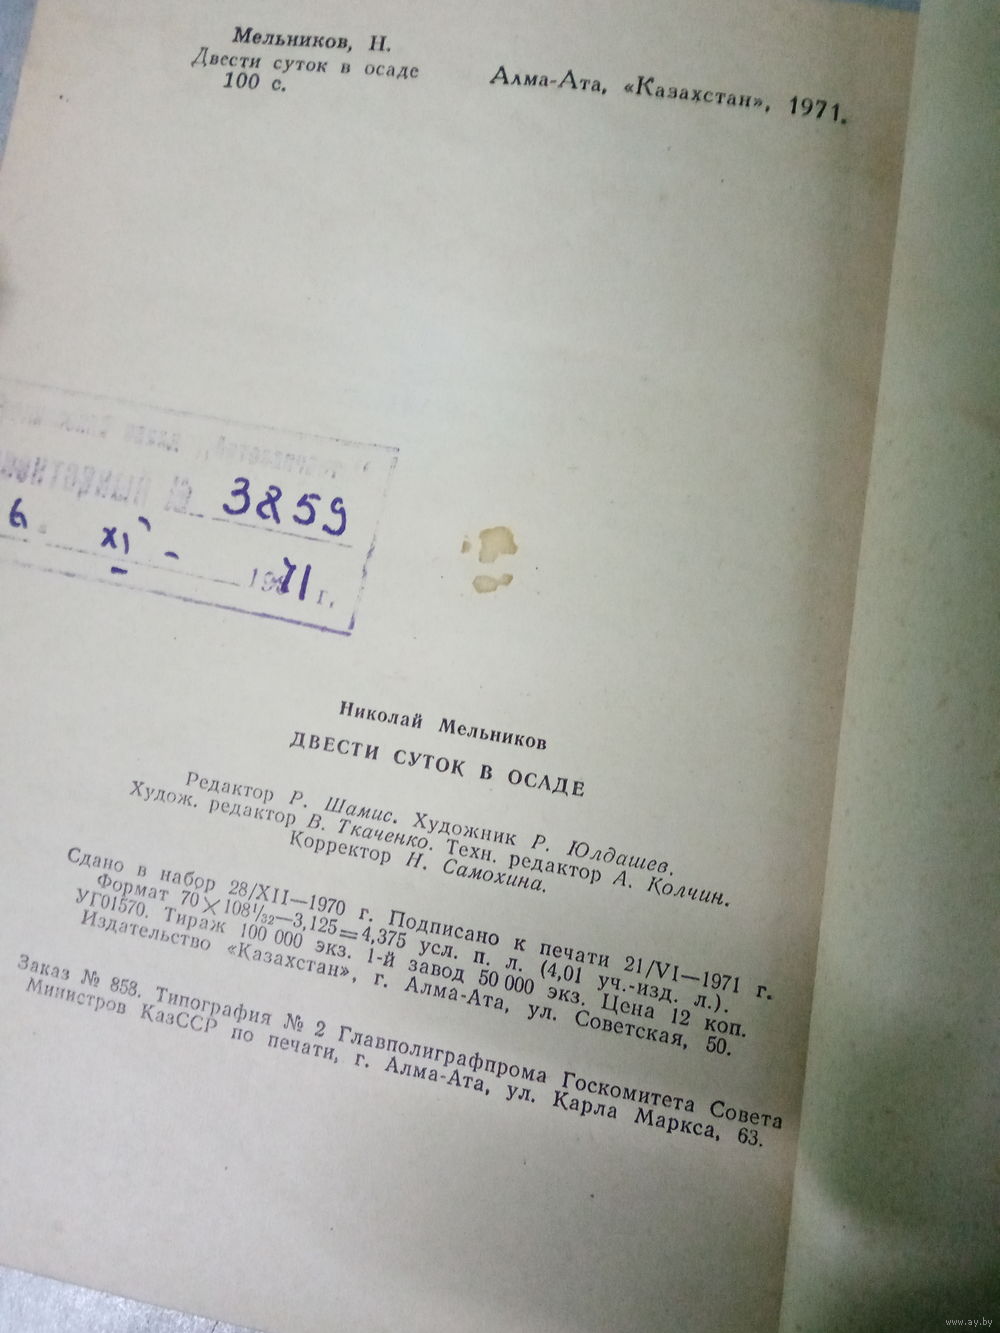 Мельников, Н.
Двести суток в осаде Алма-Ата, «Казахстан», 1971.
100 с.
3859
6. XI - 1971 г.
Николай Мельников
ДВЕСТИ СУТОК В ОСАДЕ
Редактор Р. Шамис. Художник Р. Юлдашев.
Худож. редактор В. Ткаченко. Техн. редактор А. Колчин.
Корректор Н. Самохина.
Сдано в набор 28/XII—1970 г. Подписано к печати 21/VI—1971 г.
Формат 70×108¹/₃₂—3,125=4,375 усл. п. л. (4,01 уч.-изд. л.).
УГ01570. Тираж 100 000 экз. 1-й завод 50 000 экз. Цена 12 коп.
Издательство «Казахстан», г. Алма-Ата, ул. Советская, 50.
Заказ № 858. Типография № 2 Главполиграфпрома Госкомитета Совета
Министров КазССР по печати, г. Алма-Ата, ул. Карла Маркса, 63.
www.ay.by